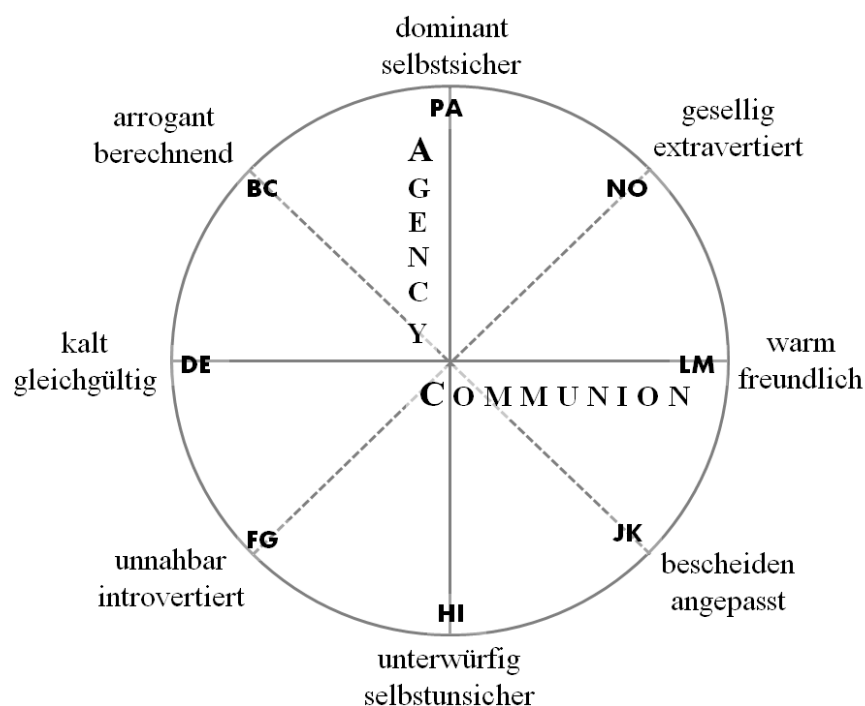 dominant
selbstsicher
PA
arrogant
berechnend
gesellig
extravertiert
BC
NO
AGENCY
kalt
gleichgültig
DE
LM
warm
freundlich
COMMUNION
FG
JK
unnahbar
introvertiert
bescheiden
angepasst
HI
unterwürfig
selbstunsicher